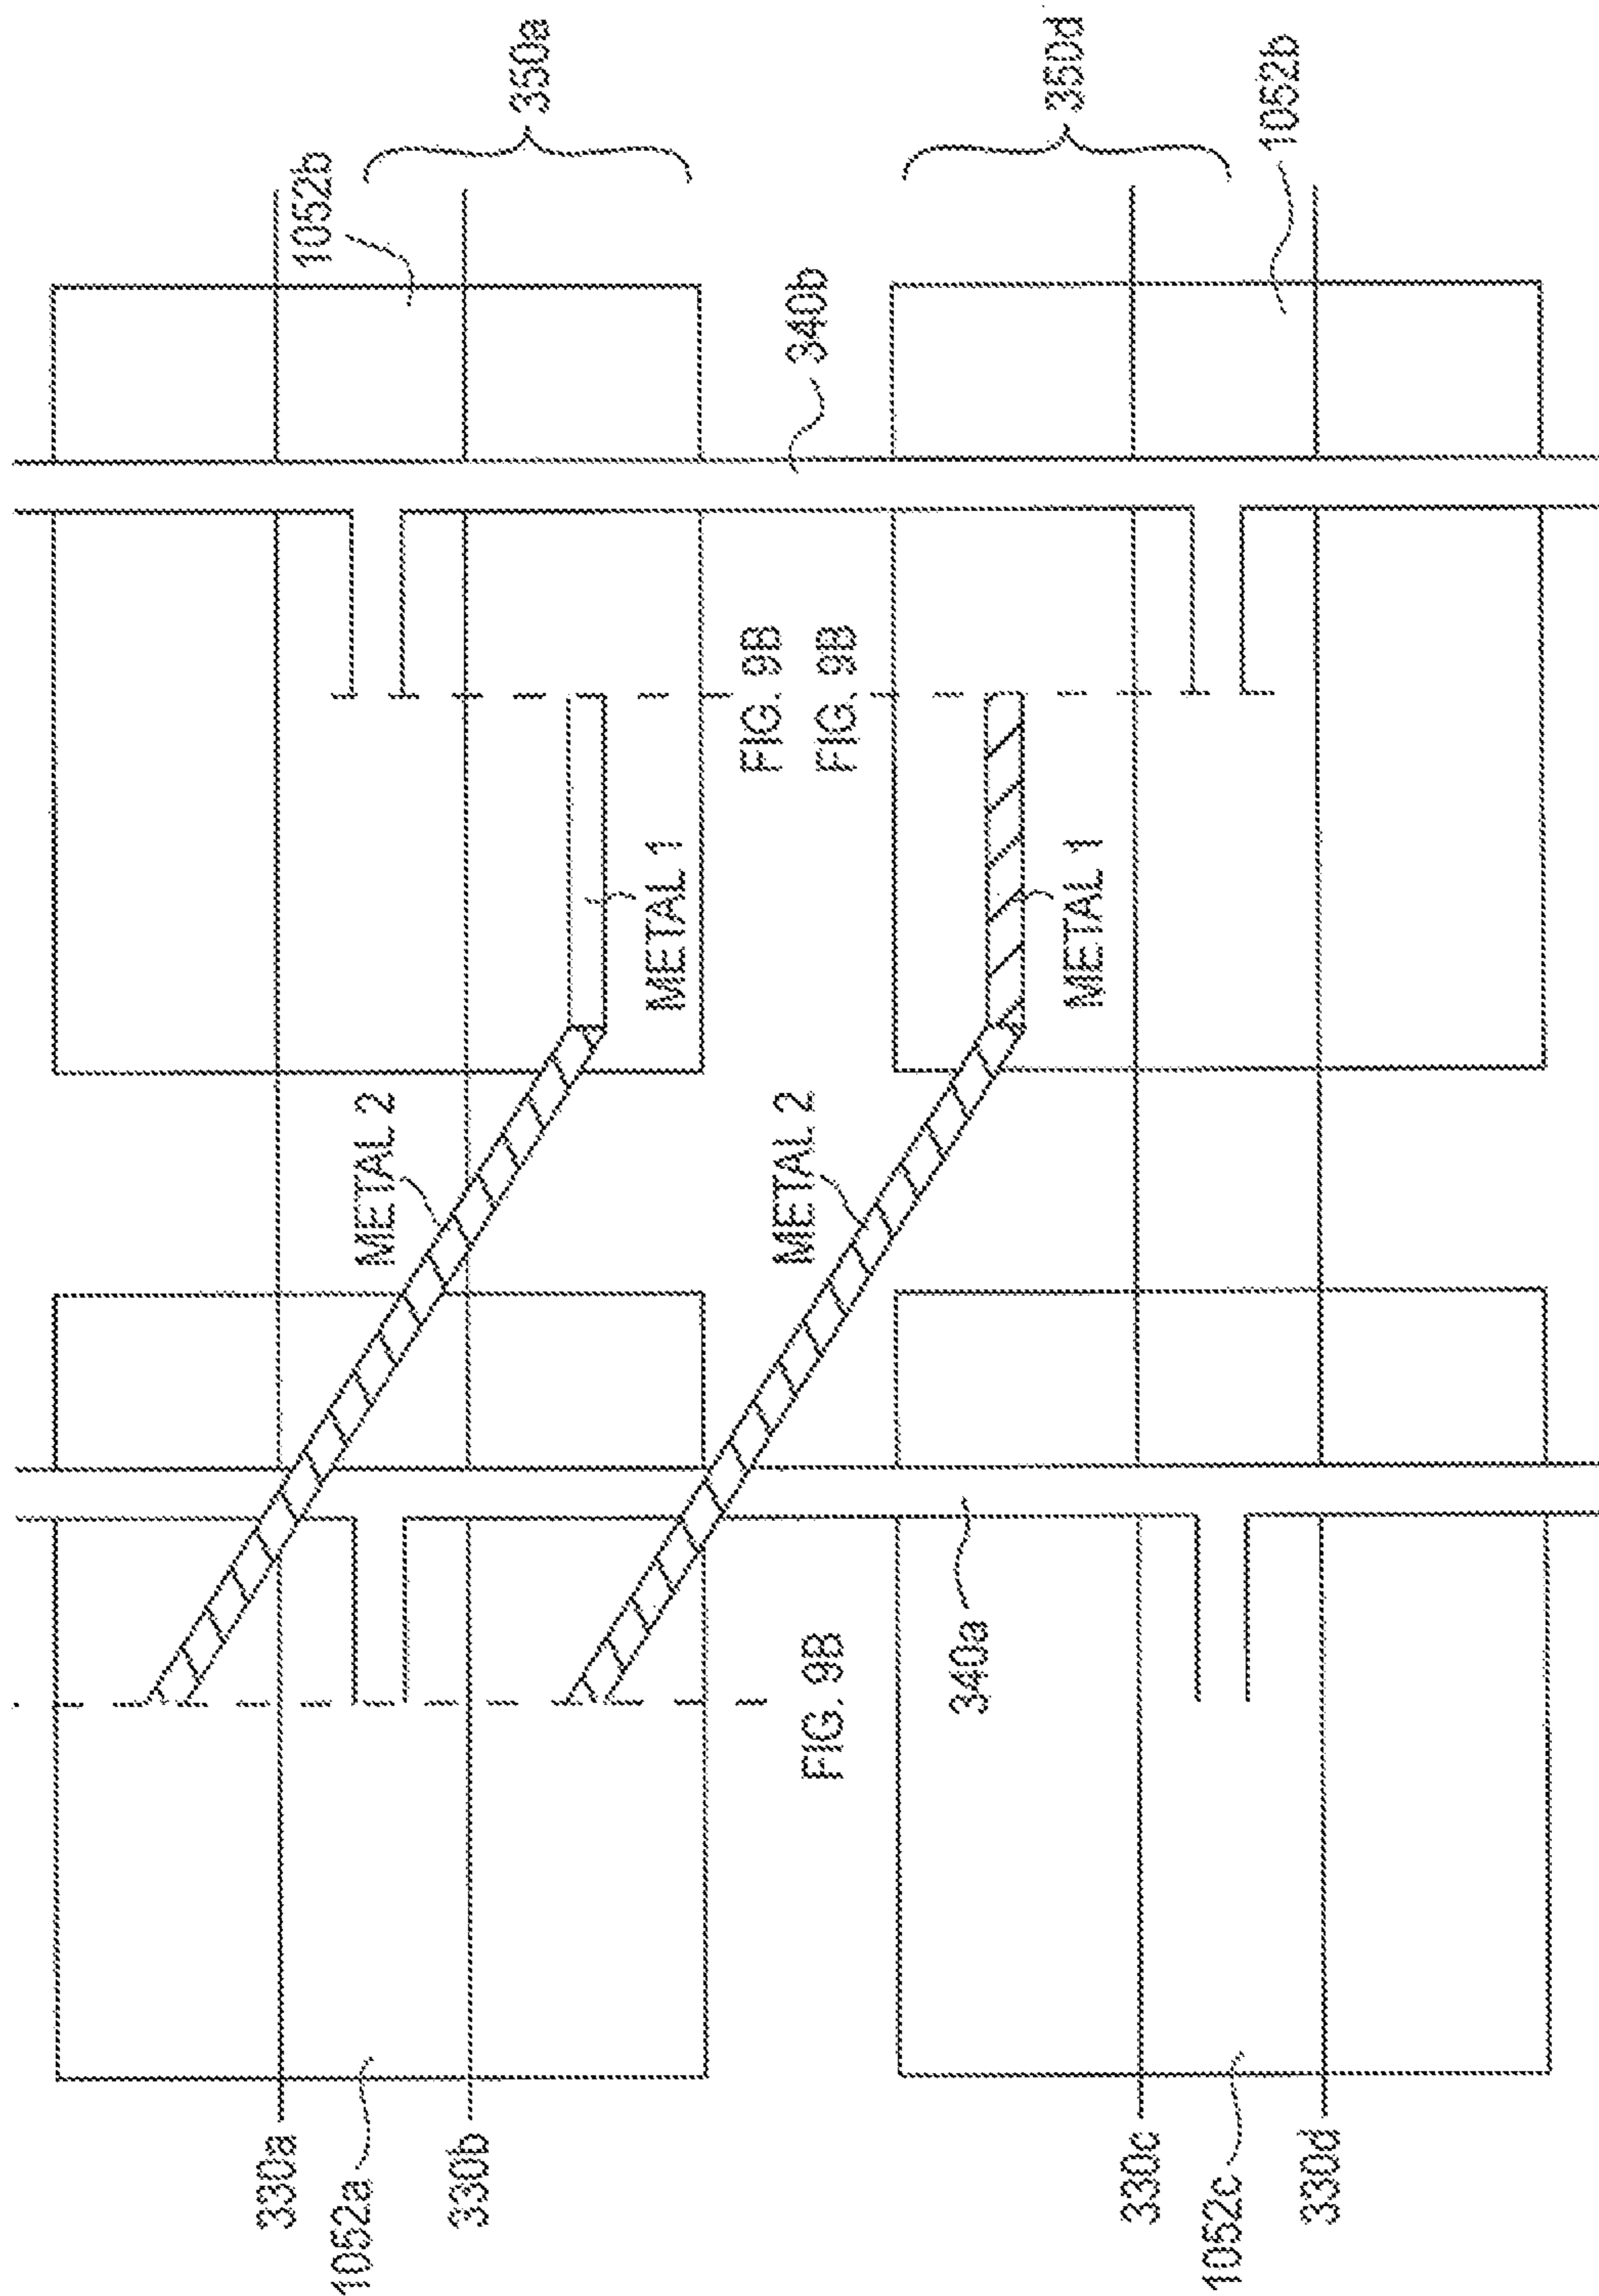 350a
350d
1052b
1052b
340b
FIG. 9B
FIG. 9B
METAL 1
METAL 1
METAL 2
METAL 2
340a
FIG. 9B
330a
1052a
330b
330c
1052c
330d